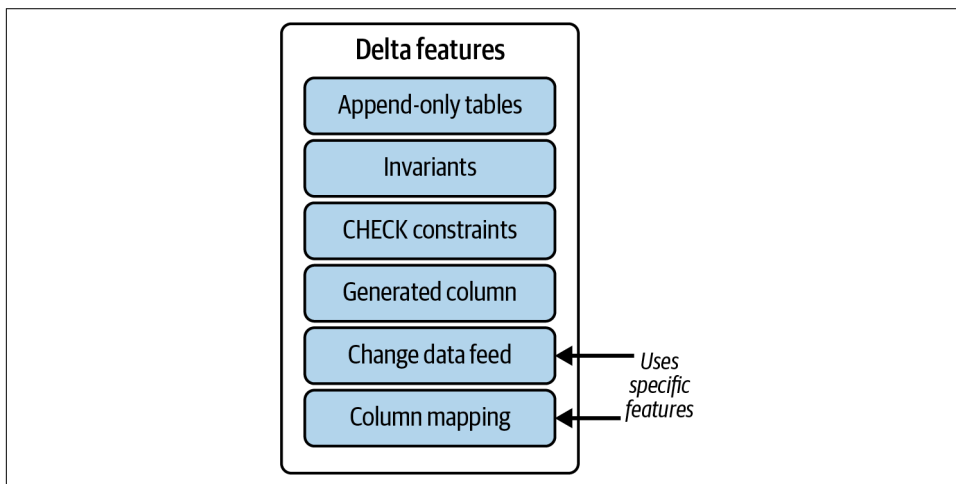 Delta features
Append-only tables
Invariants
CHECK constraints
Generated column
Change data feed
Column mapping
Uses
specific
features